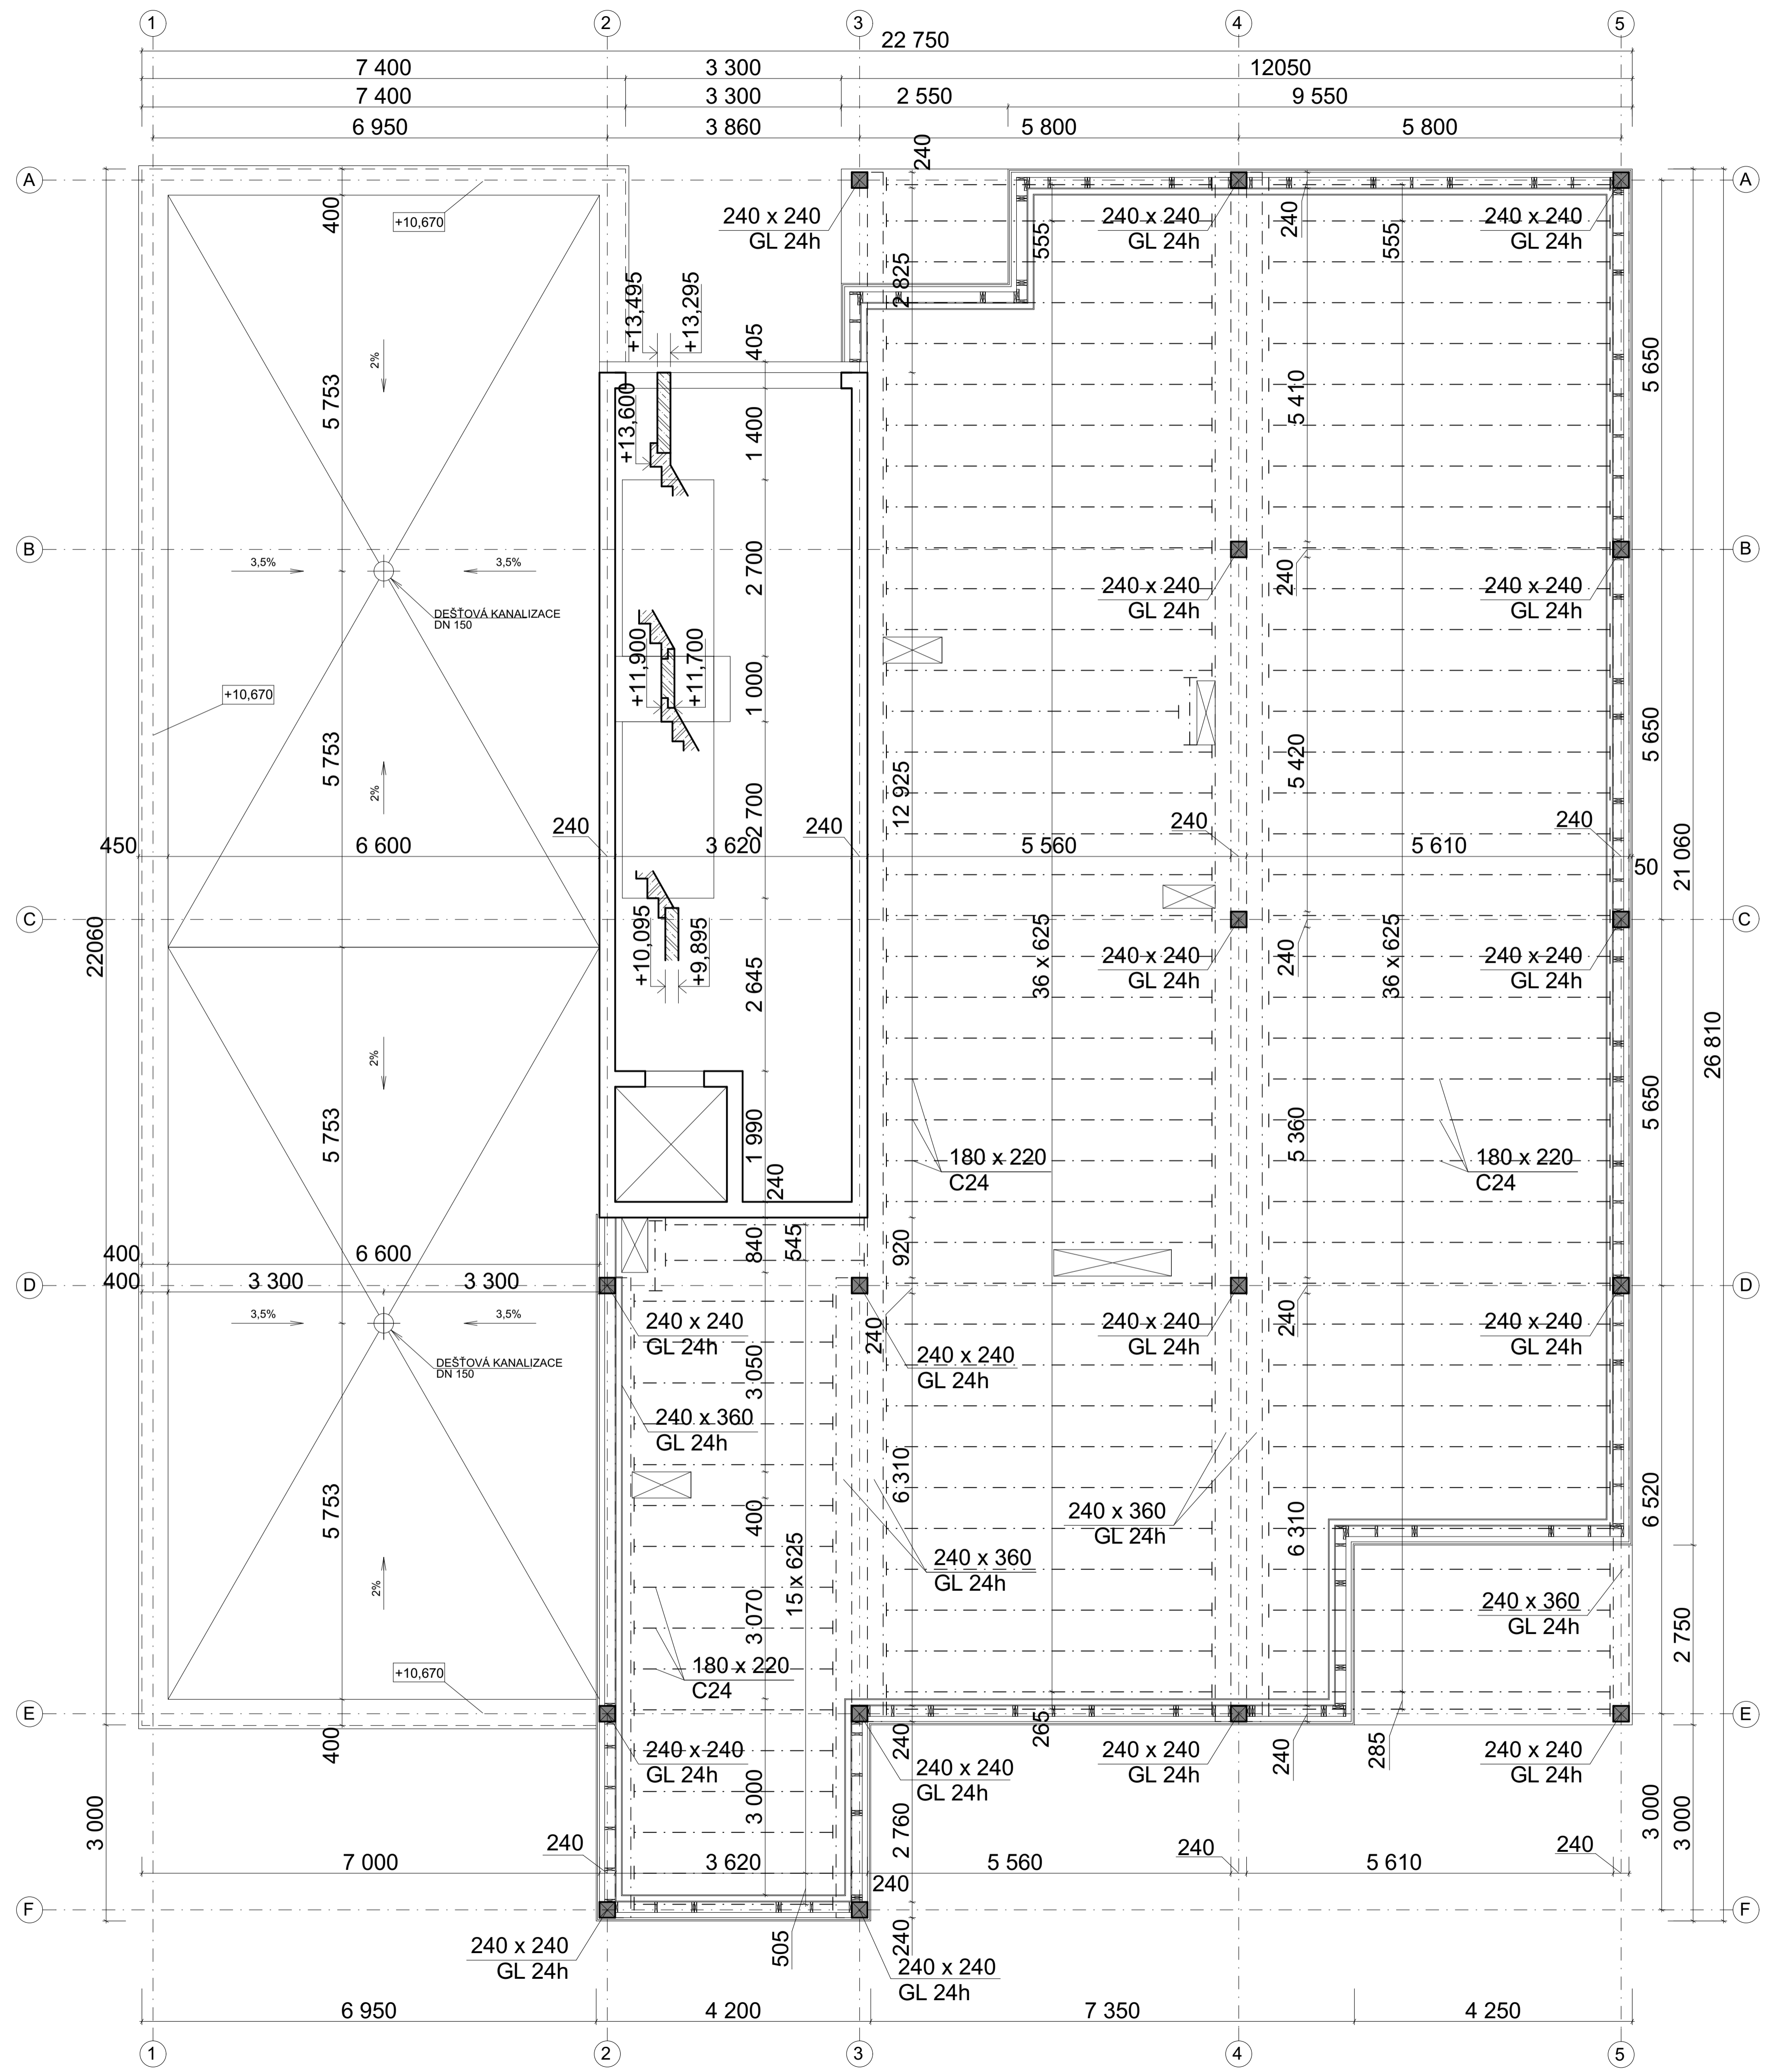 1
2
3
4
5
22 750
7 400
3 300
12050
7 400
3 300
2 550
9 550
6 950
3 860
5 800
5 800
A
A
+10,670
400
240
240 x 240
GL 24h
240 x 240
GL 24h
240
240 x 240
GL 24h
555
555
2 825
+13,495
+13,295
405
2%
5 753
+13,600
1 400
5 410
5 650
B
B
3,5%
3,5%
DEŠŤOVÁ KANALIZACE
DN 150
2 700
240 x 240
GL 24h
240
240 x 240
GL 24h
+10,670
+11,900
+11,700
1 000
5 753
2%
2 700
12 925
5 420
5 650
450
6 600
240
3 620
240
5 560
240
5 610
240
50
21 060
C
C
22060
+10,095
+9,895
2 645
36 x 625
240 x 240
GL 24h
240
36 x 625
240 x 240
GL 24h
26 810
2%
5 753
1 990
240
180 x 220
C24
5 360
180 x 220
C24
5 650
400
6 600
840
545
920
400
3 300
3 300
D
D
3,5%
3,5%
DEŠŤOVÁ KANALIZACE
DN 150
240 x 240
GL 24h
240
240 x 240
GL 24h
240 x 240
GL 24h
240
240 x 240
GL 24h
3 050
240 x 360
GL 24h
5 753
2%
400
15 x 625
6 310
240 x 360
GL 24h
240 x 360
GL 24h
6 310
6 520
240 x 360
GL 24h
3 070
180 x 220
C24
2 750
+10,670
E
E
400
240 x 240
GL 24h
240
240 x 240
GL 24h
265
240 x 240
GL 24h
240
285
240 x 240
GL 24h
3 000
3 000
2 760
3 000
3 000
7 000
240
3 620
240
5 560
240
5 610
240
F
F
240 x 240
GL 24h
505
240
240 x 240
GL 24h
6 950
4 200
7 350
4 250
1
2
3
4
5